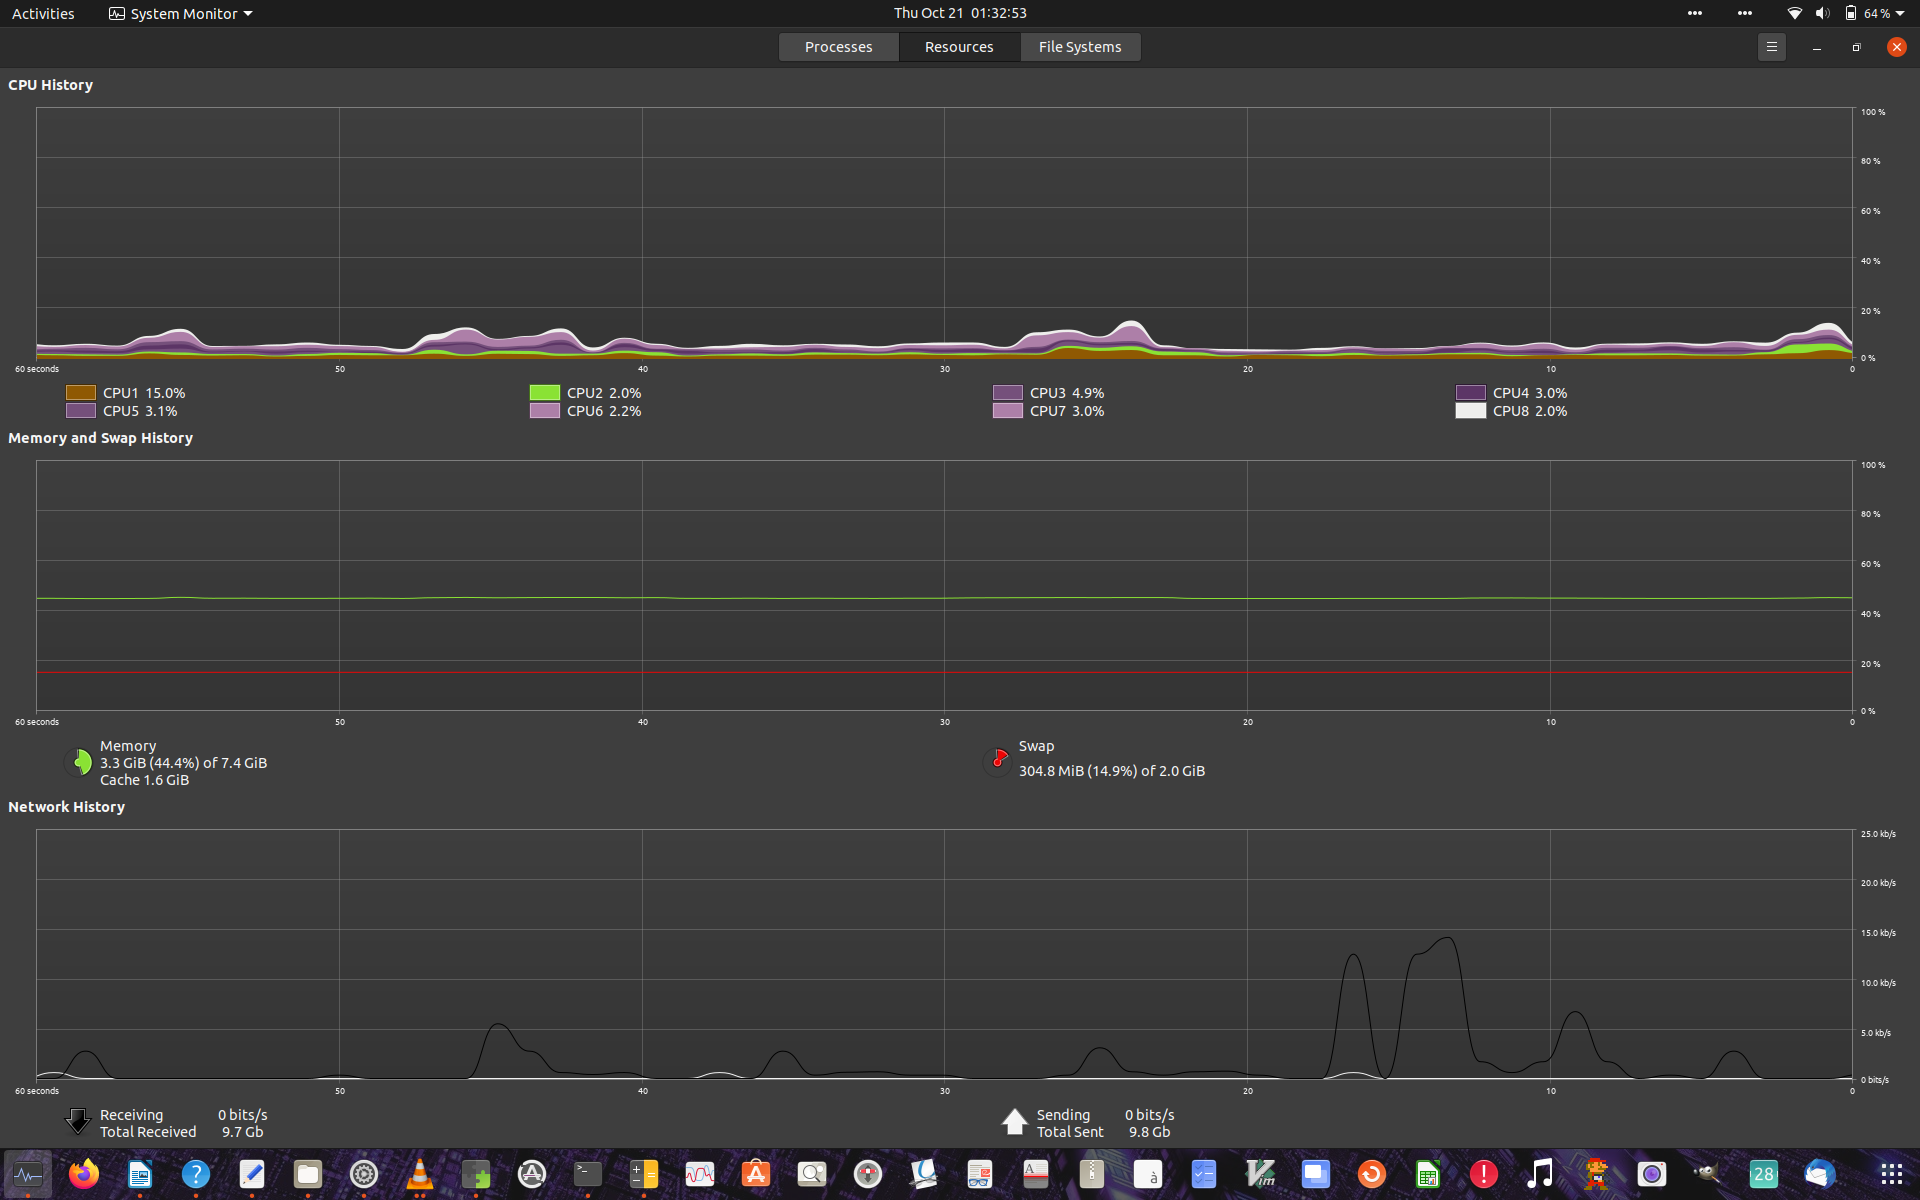 Activities System Monitor Thu Oct 21 01:32:53 64 %
Processes Resources File Systems
CPU History
100 %
80 %
60 %
40 %
20 %
0 %
60 seconds 50 40 30 20 10 0
CPU1 15.0% CPU2 2.0% CPU3 4.9% CPU4 3.0%
CPU5 3.1% CPU6 2.2% CPU7 3.0% CPU8 2.0%
Memory and Swap History
100 %
80 %
60 %
40 %
20 %
0 %
60 seconds 50 40 30 20 10 0
Memory
3.3 GiB (44.4%) of 7.4 GiB
Cache 1.6 GiB
Swap
304.8 MiB (14.9%) of 2.0 GiB
Network History
25.0 kb/s
20.0 kb/s
15.0 kb/s
10.0 kb/s
5.0 kb/s
0 bits/s
60 seconds 50 40 30 20 10 0
Receiving 0 bits/s
Total Received 9.7 Gb
Sending 0 bits/s
Total Sent 9.8 Gb
? >_ A à Vim ! 28